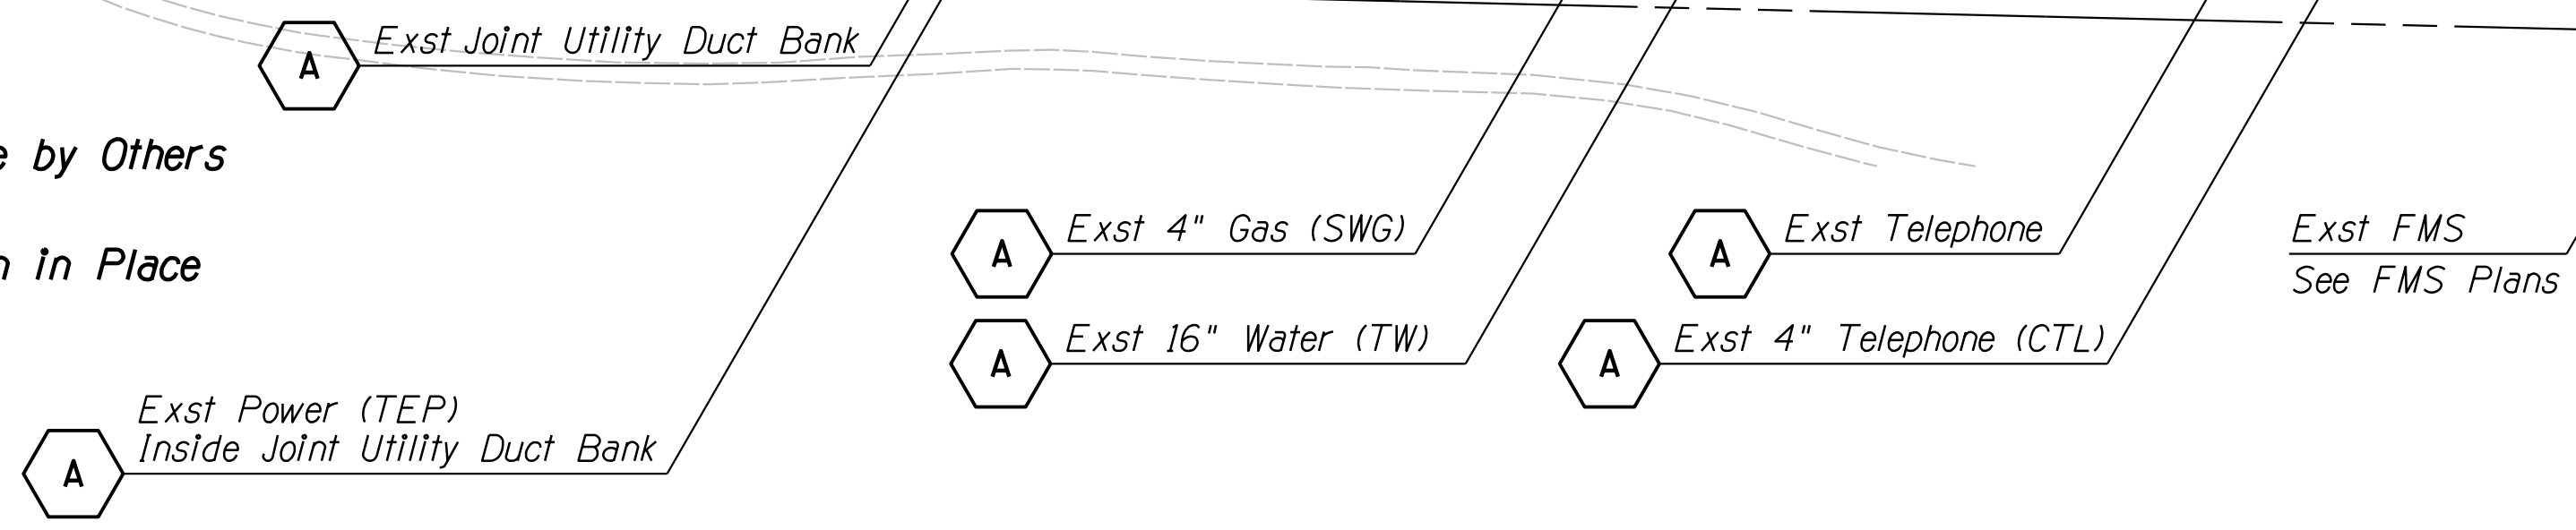 A Exst Joint Utility Duct Bank
by Others
in Place
A Exst 4" Gas (SWG)
A Exst Telephone
Exst FMS
See FMS Plans
A Exst 16" Water (TW)
A Exst 4" Telephone (CTL)
Exst Power (TEP)
A Inside Joint Utility Duct Bank